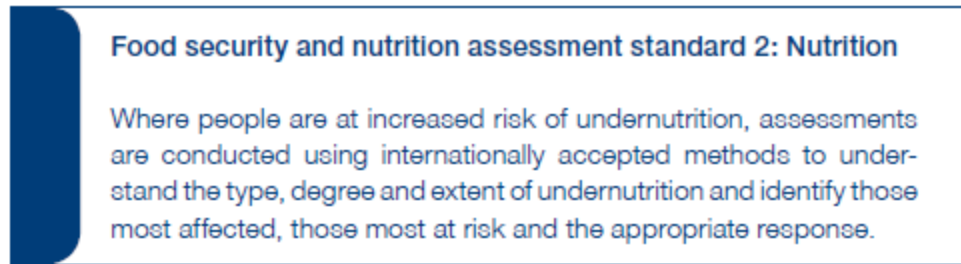 Food security and nutrition assessment standard 2: Nutrition
Where people are at increased risk of undernutrition, assessments
are conducted using internationally accepted methods to under-
stand the type, degree and extent of undernutrition and identify those
most affected, those most at risk and the appropriate response.